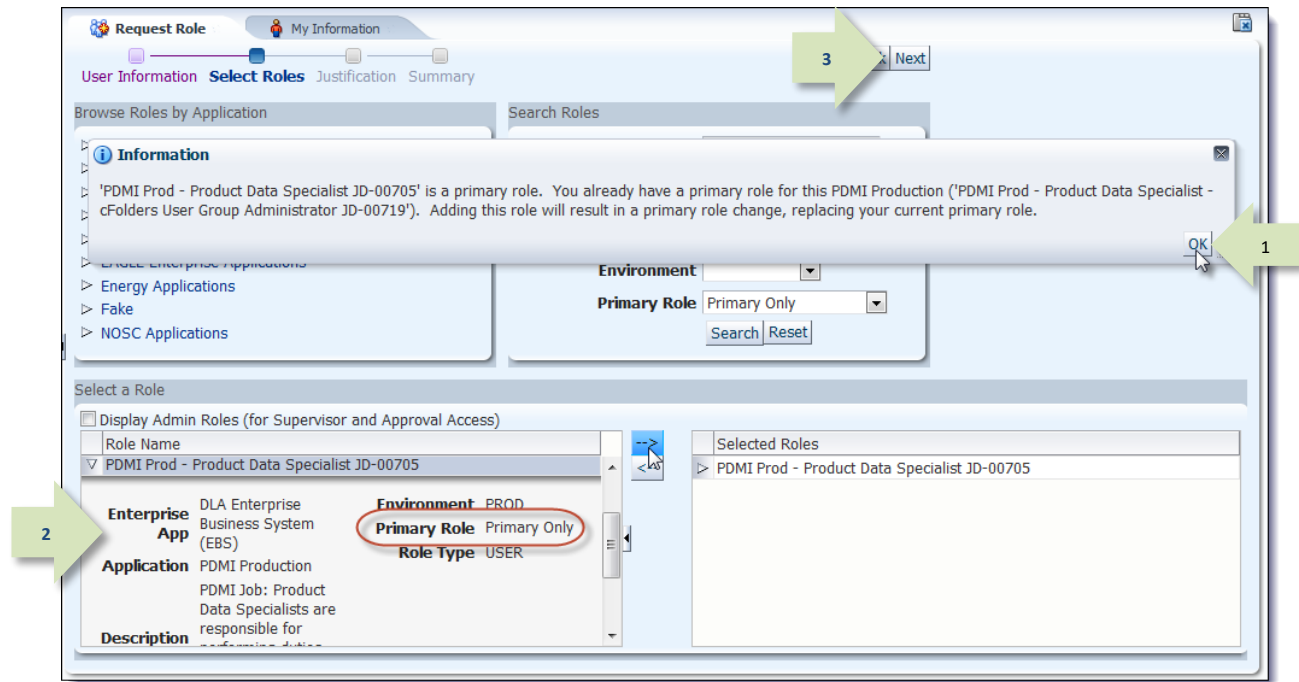 Request Role
My Information
User Information Select Roles Justification Summary
3
Next
Browse Roles by Application
Search Roles
Information
'PDMI Prod - Product Data Specialist JD-00705' is a primary role. You already have a primary role for this PDMI Production ('PDMI Prod - Product Data Specialist -
cFolders User Group Administrator JD-00719'). Adding this role will result in a primary role change, replacing your current primary role.
OK
1
EAGLE Enterprise Applications
Environment
Energy Applications
Fake
Primary Role Primary Only
NOSC Applications
Search Reset
Select a Role
Display Admin Roles (for Supervisor and Approval Access)
Role Name
-->
Selected Roles
PDMI Prod - Product Data Specialist JD-00705
PDMI Prod - Product Data Specialist JD-00705
2
Enterprise App
DLA Enterprise
Business System
(EBS)
Environment PROD
Primary Role Primary Only
Role Type USER
Application PDMI Production
Description
PDMI Job: Product
Data Specialists are
responsible for
performing duties